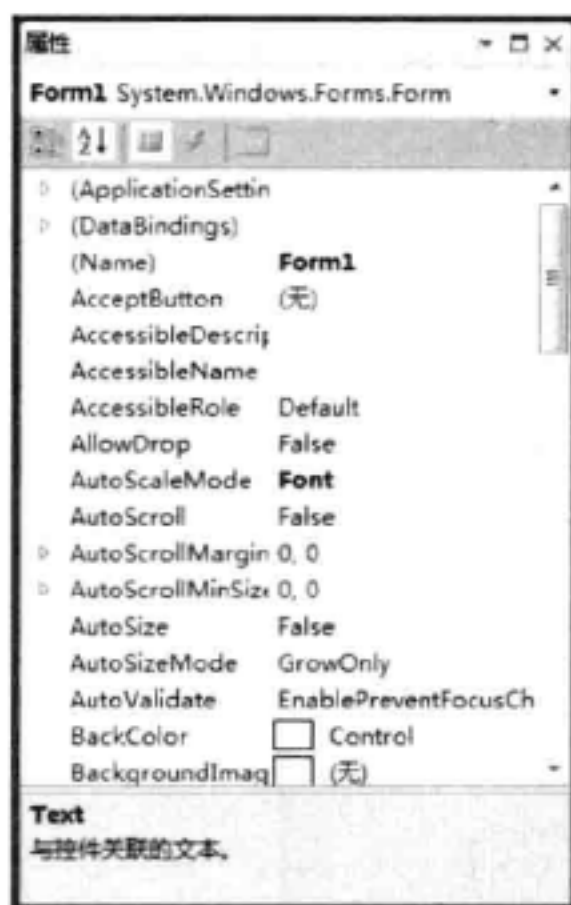 属性
Form1 System.Windows.Forms.Form
(ApplicationSettin
(DataBindings)
(Name) Form1
AcceptButton (无)
AccessibleDescrip
AccessibleName
AccessibleRole Default
AllowDrop False
AutoScaleMode Font
AutoScroll False
AutoScrollMargin 0, 0
AutoScrollMinSize 0, 0
AutoSize False
AutoSizeMode GrowOnly
AutoValidate EnablePreventFocusCh
BackColor Control
BackgroundImag (无)
Text
与控件关联的文本。